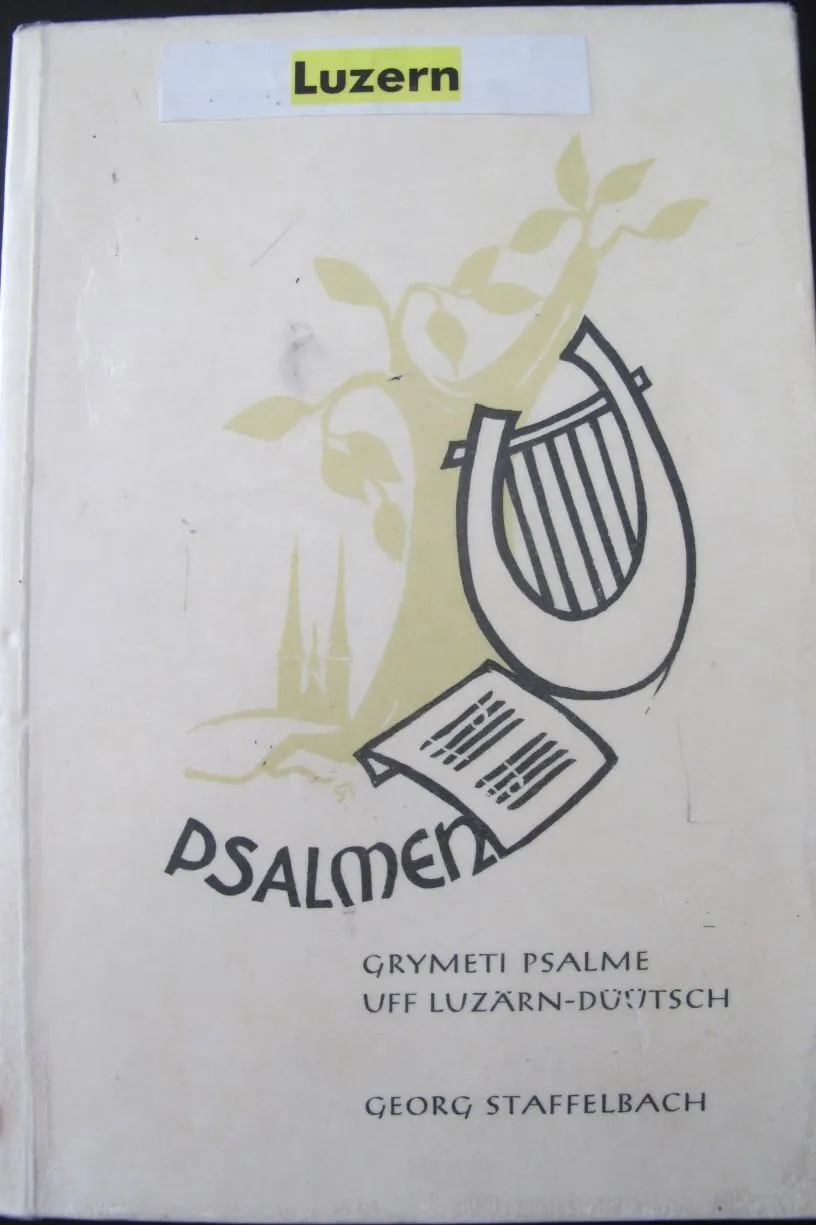 Luzern
PSALMEN
GRYMETI PSALME
UFF LUZÄRN-DÜÜTSCH
GEORG STAFFELBACH